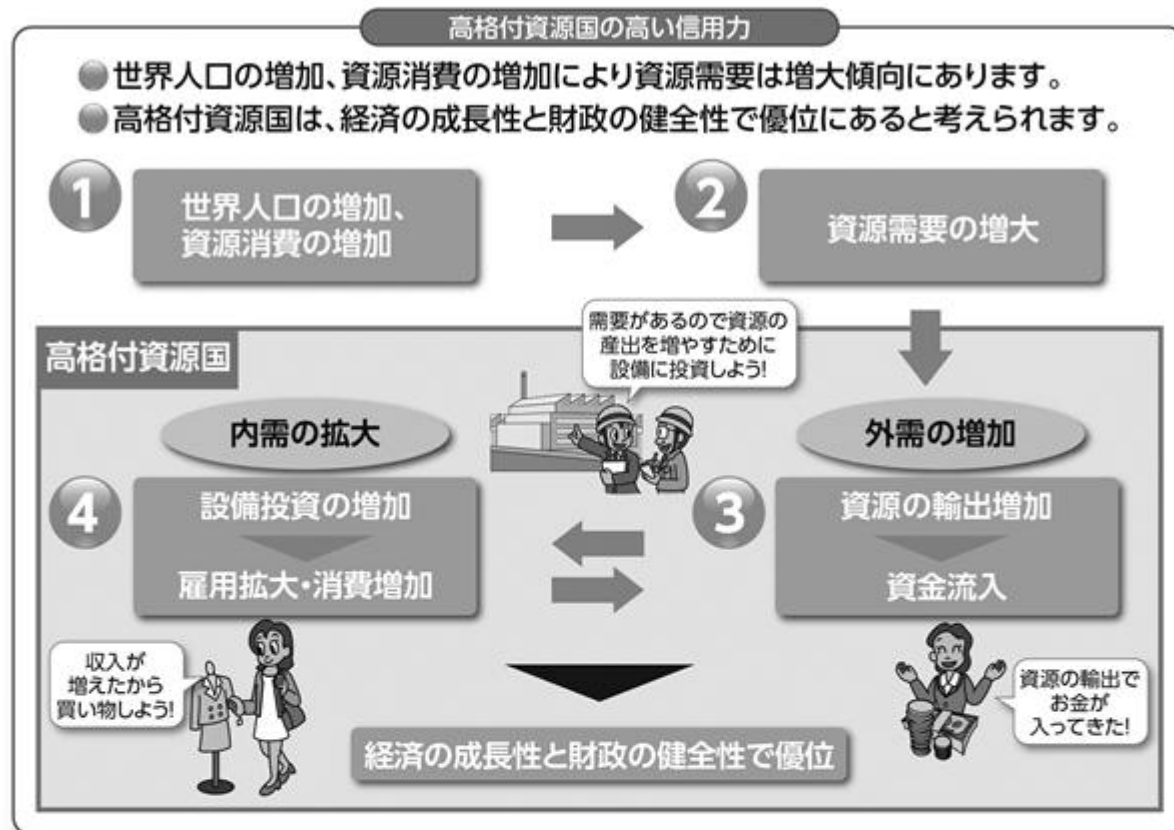 高格付資源国の高い信用力
●世界人口の増加、資源消費の増加により資源需要は増大傾向にあります。
●高格付資源国は、経済の成長性と財政の健全性で優位にあると考えられます。
1
世界人口の増加、
資源消費の増加
2
資源需要の増大
高格付資源国
需要があるので資源の
産出を増やすために
設備に投資しよう!
外需の増加
3
資源の輸出増加
資金流入
資源の輸出で
お金が
入ってきた!
内需の拡大
4
設備投資の増加
雇用拡大・消費増加
収入が
増えたから
買い物しよう!
経済の成長性と財政の健全性で優位